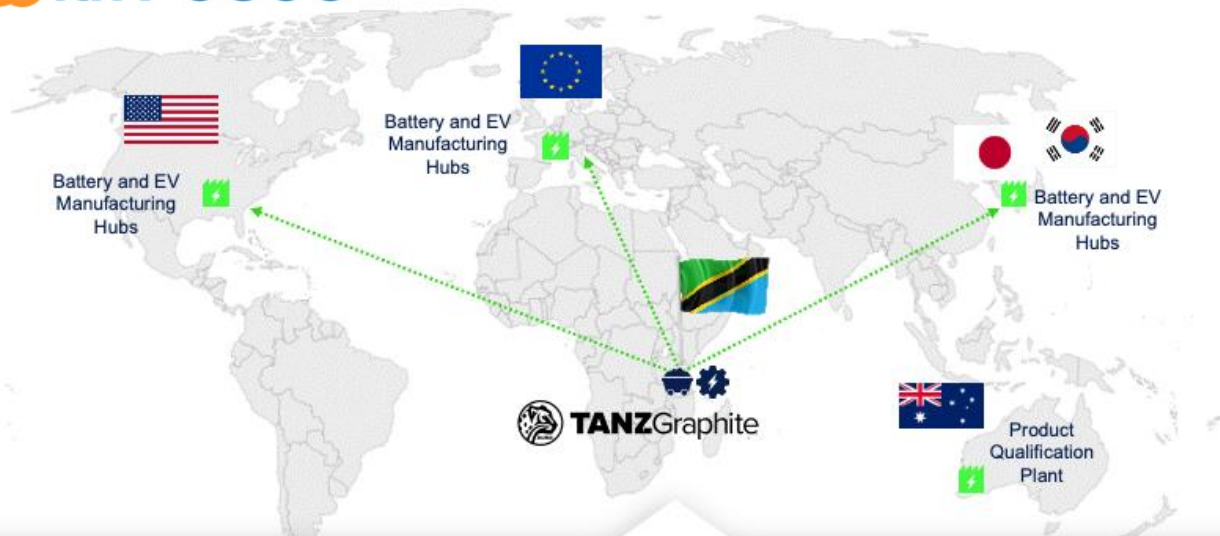 Battery and EV
Manufacturing
Hubs
Battery and EV
Manufacturing
Hubs
Battery and EV
Manufacturing
Hubs
TANZGraphite
Product
Qualification
Plant